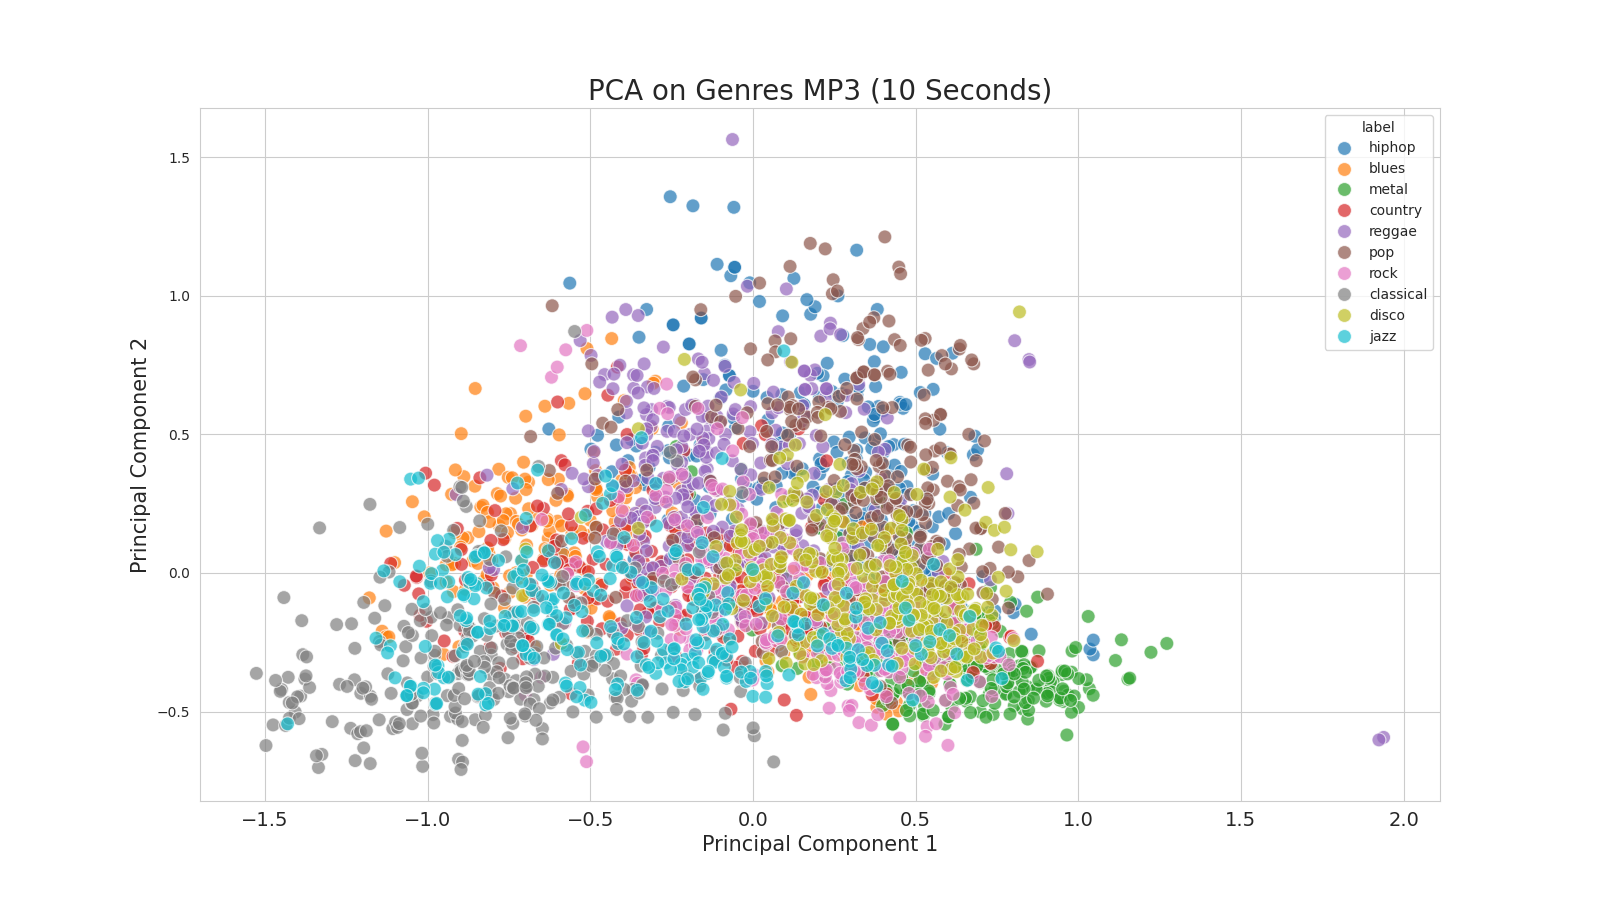 PCA on Genres MP3 (10 Seconds)
label
hiphop
blues
metal
country
reggae
pop
rock
classical
disco
jazz
Principal Component 2
1.5
1.0
0.5
0.0
−0.5
−1.5
−1.0
−0.5
0.0
0.5
1.0
1.5
2.0
Principal Component 1